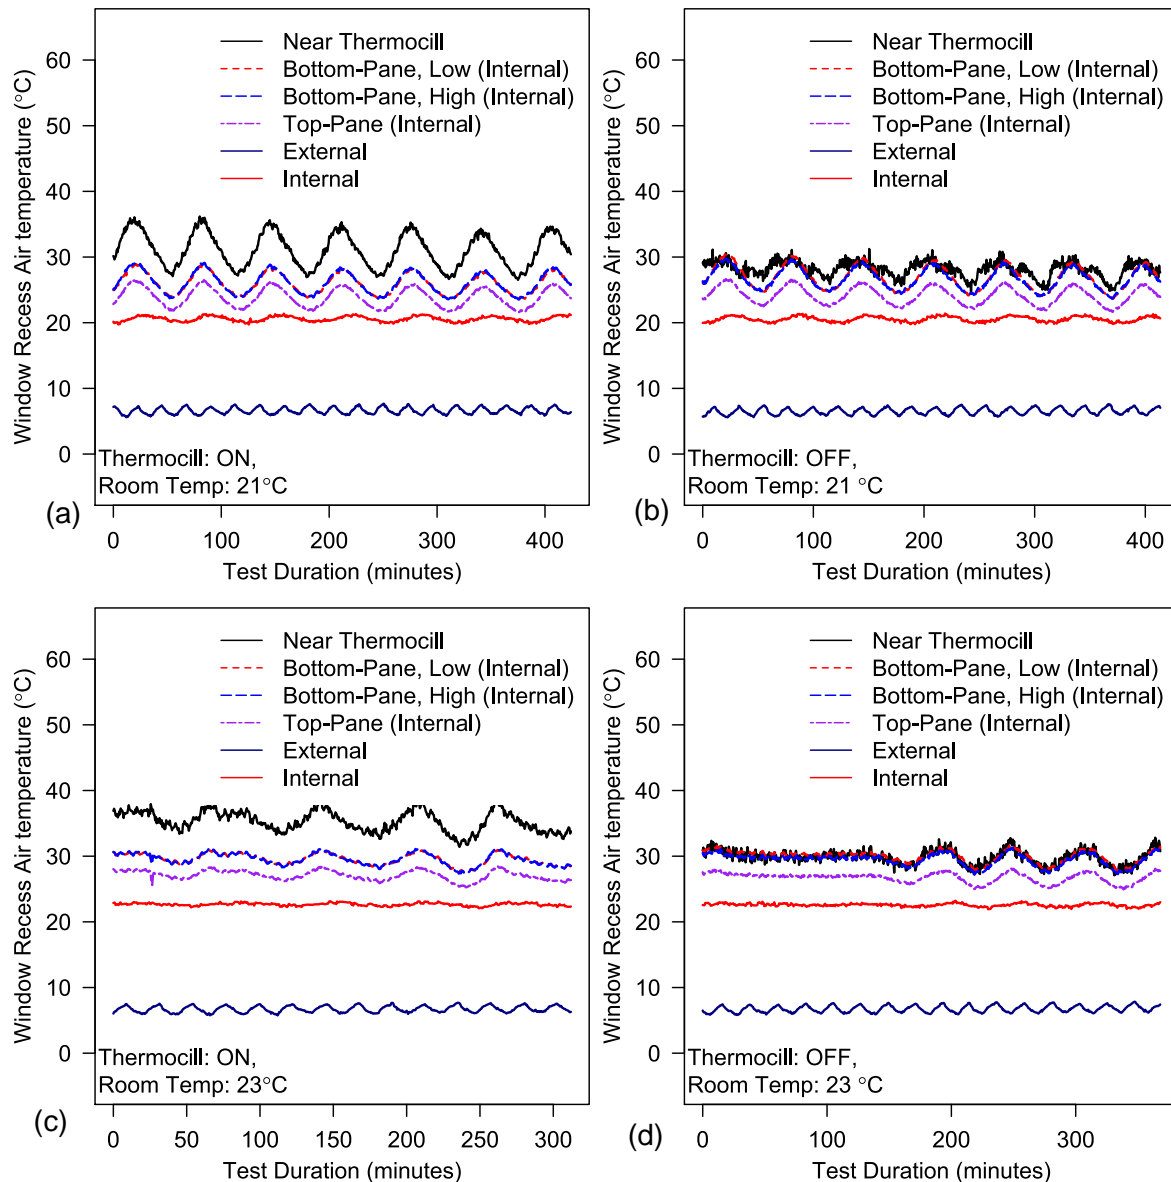 Window Recess Air temperature (°C)
60
50
40
30
20
10
0
Near Thermocill
Bottom-Pane, Low (Internal)
Bottom-Pane, High (Internal)
Top-Pane (Internal)
External
Internal
Thermocill: ON,
Room Temp: 21°C
(a)
0 100 200 300 400
Test Duration (minutes)
Window Recess Air temperature (°C)
60
50
40
30
20
10
0
Near Thermocill
Bottom-Pane, Low (Internal)
Bottom-Pane, High (Internal)
Top-Pane (Internal)
External
Internal
Thermocill: OFF,
Room Temp: 21 °C
(b)
0 100 200 300 400
Test Duration (minutes)
Window Recess Air temperature (°C)
60
50
40
30
20
10
0
Near Thermocill
Bottom-Pane, Low (Internal)
Bottom-Pane, High (Internal)
Top-Pane (Internal)
External
Internal
Thermocill: ON,
Room Temp: 23°C
(c)
0 50 100 150 200 250 300
Test Duration (minutes)
Window Recess Air temperature (°C)
60
50
40
30
20
10
0
Near Thermocill
Bottom-Pane, Low (Internal)
Bottom-Pane, High (Internal)
Top-Pane (Internal)
External
Internal
Thermocill: OFF,
Room Temp: 23 °C
(d)
0 100 200 300
Test Duration (minutes)